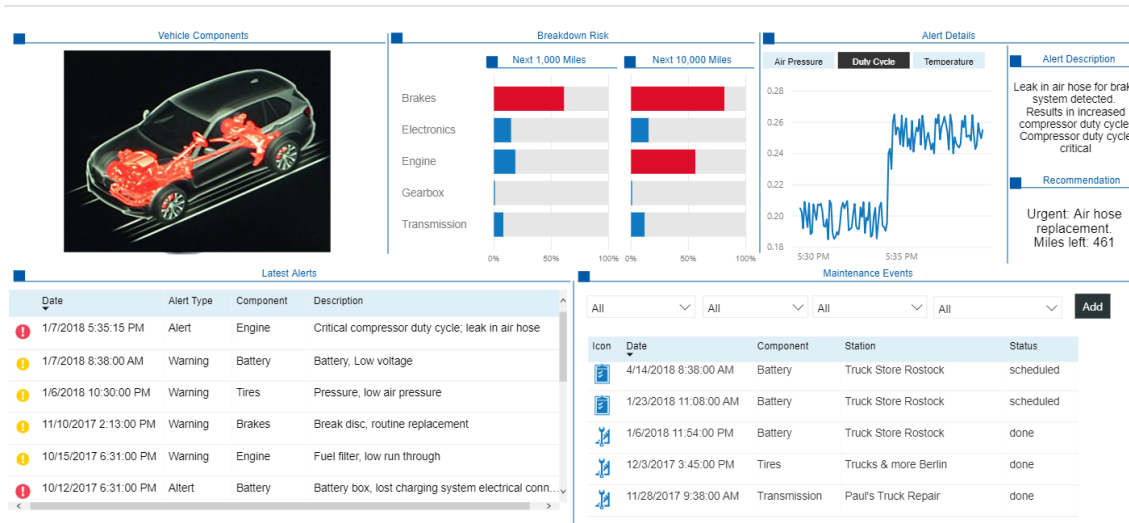 Vehicle Components
Breakdown Risk
Next 1,000 Miles
Next 10,000 Miles
Brakes
Electronics
Engine
Gearbox
Transmission
0%
50%
100%
0%
50%
100%
Alert Details
Air Pressure
Duty Cycle
Temperature
0.28
0.26
0.24
0.22
0.20
0.18
5:30 PM
5:35 PM
Alert Description
Leak in air hose for brak
system detected.
Results in increased
compressor duty cycle
Compressor duty cycle
critical
Recommendation
Urgent: Air hose
replacement.
Miles left: 461
Latest Alerts
Date Alert Type Component Description
1/7/2018 5:35:15 PM Alert Engine Critical compressor duty cycle; leak in air hose
1/7/2018 8:38:00 AM Warning Battery Battery, Low voltage
1/6/2018 10:30:00 PM Warning Tires Pressure, low air pressure
11/10/2017 2:13:00 PM Warning Brakes Break disc, routine replacement
10/15/2017 6:31:00 PM Warning Engine Fuel filter, low run through
10/12/2017 6:31:00 PM Altert Battery Battery box, lost charging system electrical conn...
Maintenance Events
All All All All Add
Icon Date Component Station Status
4/14/2018 8:38:00 AM Battery Truck Store Rostock scheduled
1/23/2018 11:08:00 AM Battery Truck Store Rostock scheduled
1/6/2018 11:54:00 PM Battery Truck Store Rostock done
12/3/2017 3:45:00 PM Tires Trucks & more Berlin done
11/28/2017 9:38:00 AM Transmission Paul's Truck Repair done